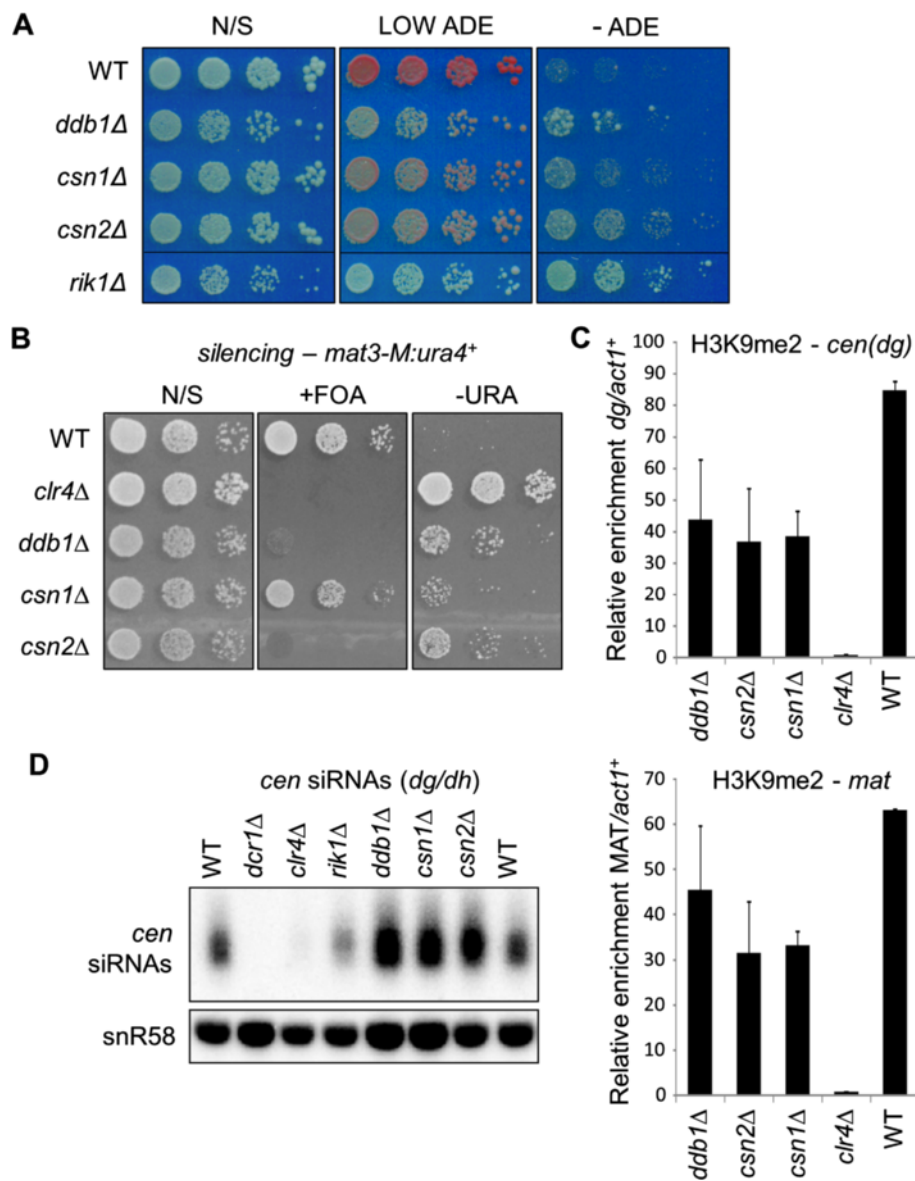 A
N/S
LOW ADE
- ADE
WT
ddb1Δ
csn1Δ
csn2Δ
rik1Δ
B
silencing – mat3-M:ura4⁺
N/S
+FOA
-URA
WT
clr4Δ
ddb1Δ
csn1Δ
csn2Δ
C
H3K9me2 - cen(dg)
Relative enrichment dg/act1⁺
100
90
80
70
60
50
40
30
20
10
0
ddb1Δ
csn2Δ
csn1Δ
clr4Δ
WT
D
cen siRNAs (dg/dh)
WT
dcr1Δ
clr4Δ
rik1Δ
ddb1Δ
csn1Δ
csn2Δ
WT
cen
siRNAs
snR58
H3K9me2 - mat
Relative enrichment MAT/act1⁺
70
60
50
40
30
20
10
0
ddb1Δ
csn2Δ
csn1Δ
clr4Δ
WT